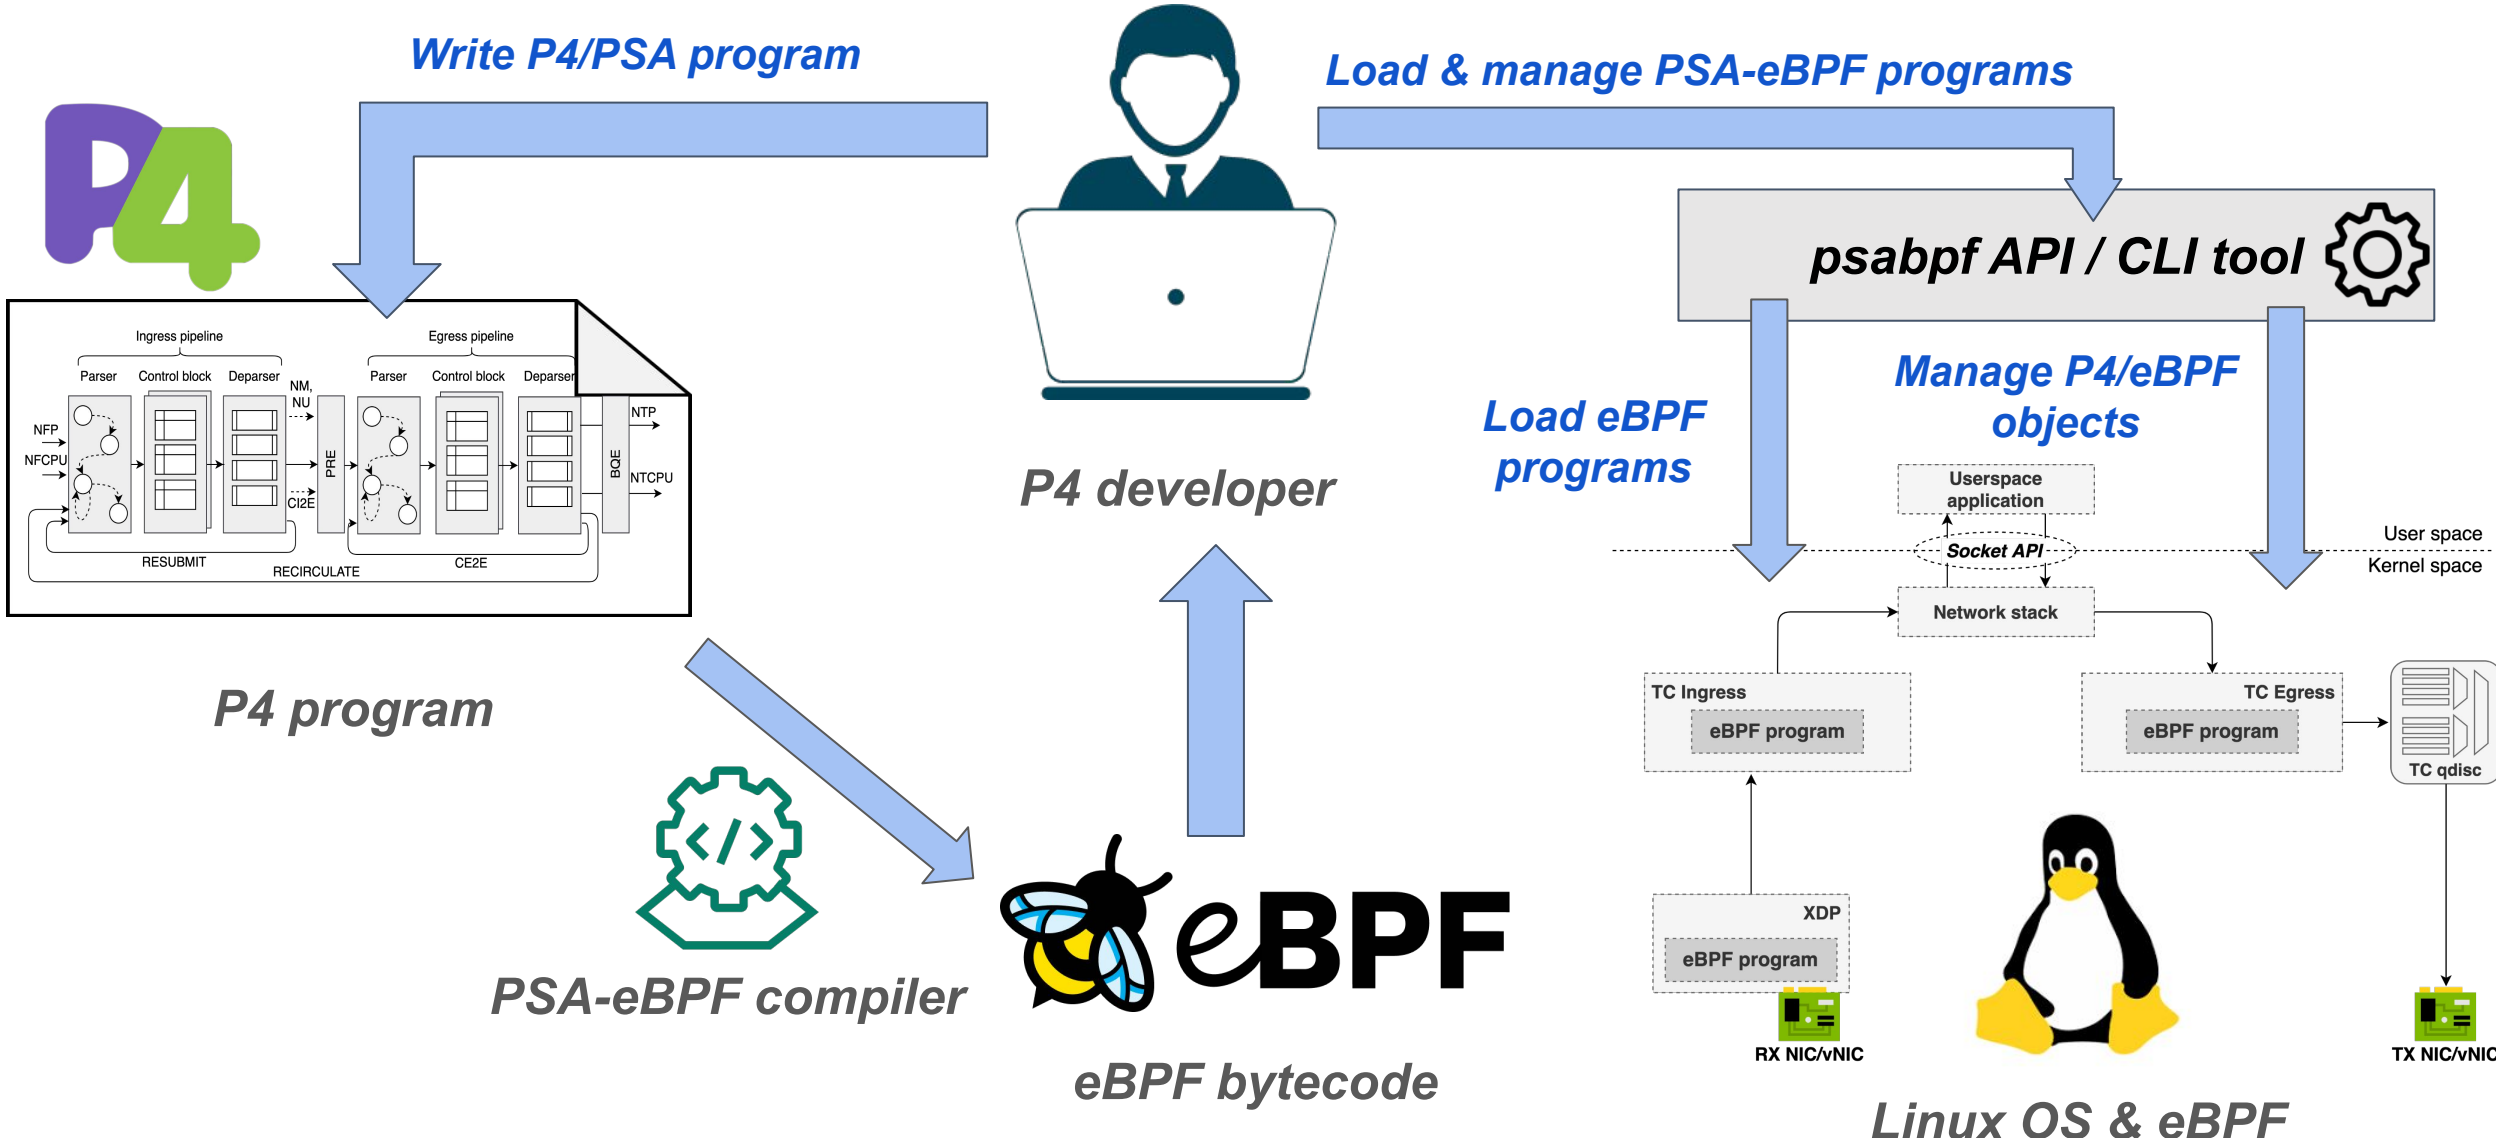 Write P4/PSA program
Load & manage PSA-eBPF programs
P4
psabpf API / CLI tool
Ingress pipeline
Egress pipeline
Parser
Control block
Deparser
NM,
NU
Parser
Control block
Deparser
NFP
NFCPU
PRE
CI2E
BQE
NTP
NTCPU
RESUBMIT
CE2E
RECIRCULATE
P4 developer
Load eBPF
programs
Manage P4/eBPF
objects
Userspace
application
Socket API
User space
Kernel space
Network stack
TC Ingress
eBPF program
TC Egress
eBPF program
TC qdisc
XDP
eBPF program
RX NIC/vNIC
TX NIC/vNIC
P4 program
</>
PSA-eBPF compiler
eBPF
eBPF bytecode
Linux OS & eBPF